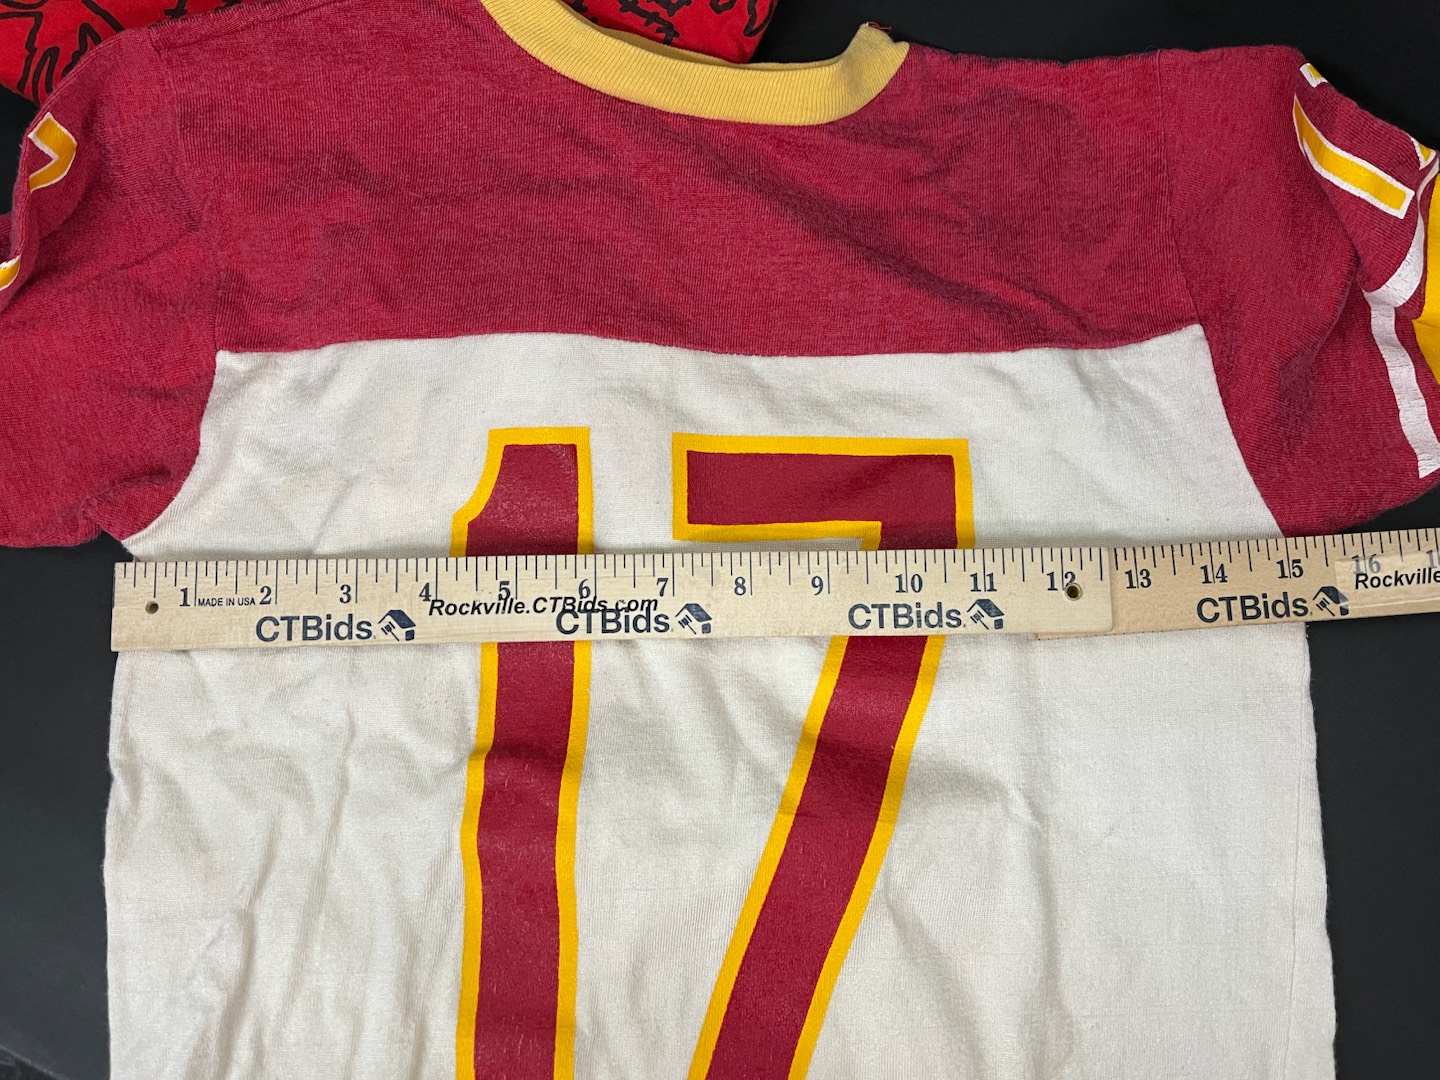 17
1 MADE IN USA 2 3 4 5 6 7 8 9 10 11 12 13 14 15 16
Rockville.CTBids.com
Rockville
CTBids. CTBids. CTBids. CTBids.